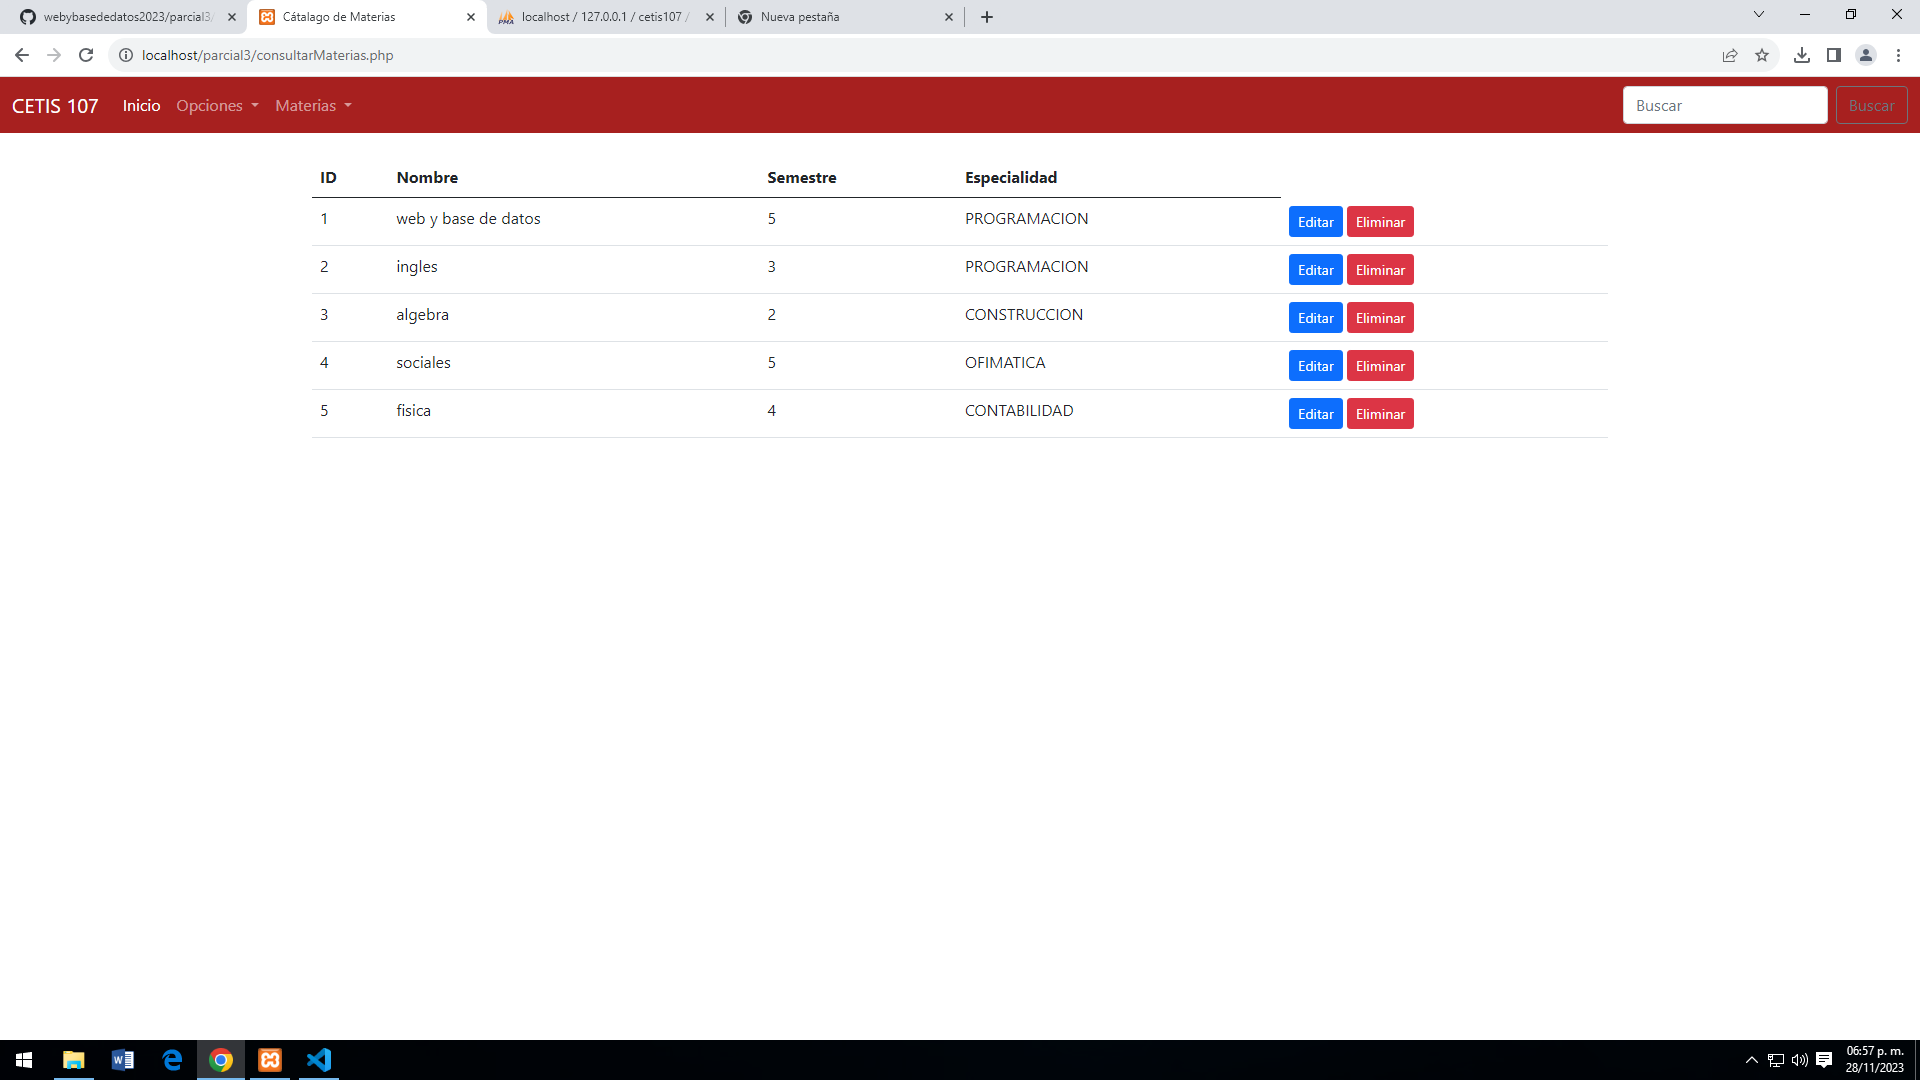 webybasededatos2023/parcial3/
Cátalago de Materias
localhost / 127.0.0.1 / cetis107 /
Nueva pestaña
localhost/parcial3/consultarMaterias.php
CETIS 107 Inicio Opciones Materias Buscar Buscar
ID Nombre Semestre Especialidad
1 web y base de datos 5 PROGRAMACION Editar Eliminar
2 ingles 3 PROGRAMACION Editar Eliminar
3 algebra 2 CONSTRUCCION Editar Eliminar
4 sociales 5 OFIMATICA Editar Eliminar
5 fisica 4 CONTABILIDAD Editar Eliminar
06:57 p. m.
28/11/2023